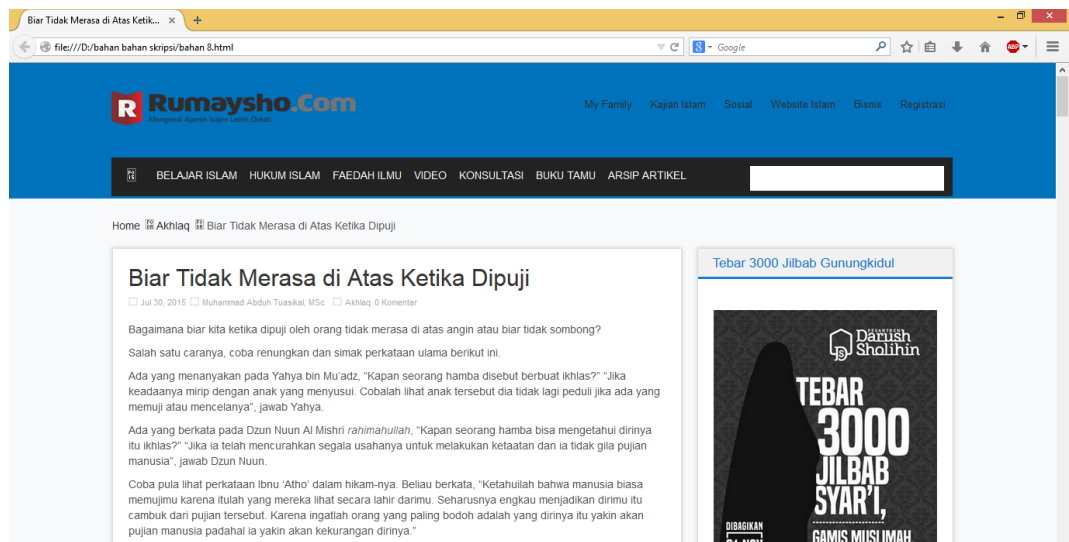 Biar Tidak Merasa di Atas Ketik...
file:///D:/bahan bahan skripsi/bahan 8.html
Google
ABP
Rumaysho.Com
Mengenal Ajaran Islam Lebih Dekat
My Family Kajian Islam Sosial Website Islam Bisnis Registrasi
BELAJAR ISLAM HUKUM ISLAM FAEDAH ILMU VIDEO KONSULTASI BUKU TAMU ARSIP ARTIKEL
Home Akhlaq Biar Tidak Merasa di Atas Ketika Dipuji
Biar Tidak Merasa di Atas Ketika Dipuji
Jul 30, 2015 Muhammad Abduh Tuasikal, MSc Akhlaq 0 Komentar
Bagaimana biar kita ketika dipuji oleh orang tidak merasa di atas angin atau biar tidak sombong?
Salah satu caranya, coba renungkan dan simak perkataan ulama berikut ini.
Ada yang menanyakan pada Yahya bin Mu'adz, “Kapan seorang hamba disebut berbuat ikhlas?” “Jika
keadaanya mirip dengan anak yang menyusui. Cobalah lihat anak tersebut dia tidak lagi peduli jika ada yang
memuji atau mencelanya”, jawab Yahya.
Ada yang berkata pada Dzun Nuun Al Mishri rahimahullah, “Kapan seorang hamba bisa mengetahui dirinya
itu ikhlas?” “Jika ia telah mencurahkan segala usahanya untuk melakukan ketaatan dan ia tidak gila pujian
manusia”, jawab Dzun Nuun.
Coba pula lihat perkataan Ibnu 'Atho' dalam hikam-nya. Beliau berkata, “Ketahuilah bahwa manusia biasa
memujimu karena itulah yang mereka lihat secara lahir darimu. Seharusnya engkau menjadikan dirimu itu
cambuk dari pujian tersebut. Karena ingatlah orang yang paling bodoh adalah yang dirinya itu yakin akan
pujian manusia padahal ia yakin akan kekurangan dirinya.”
Tebar 3000 Jilbab Gunungkidul
PESANTREN
Darush
Sholihin
TEBAR
3000
JILBAB
SYAR'I,
DIBAGIKAN
GAMIS MUSLIMAH